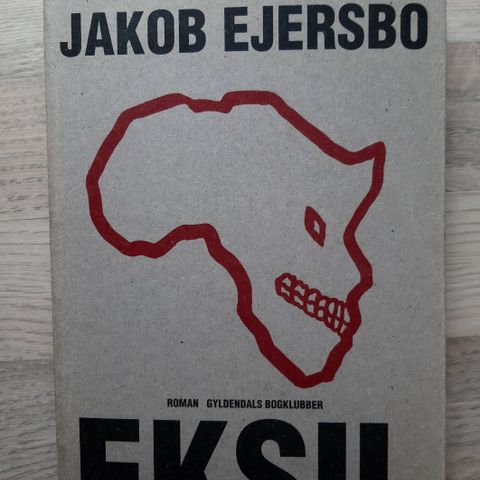 JAKOB EJERSBO
ROMAN GYLDENDALS BOGKLUBBER
EKSIL